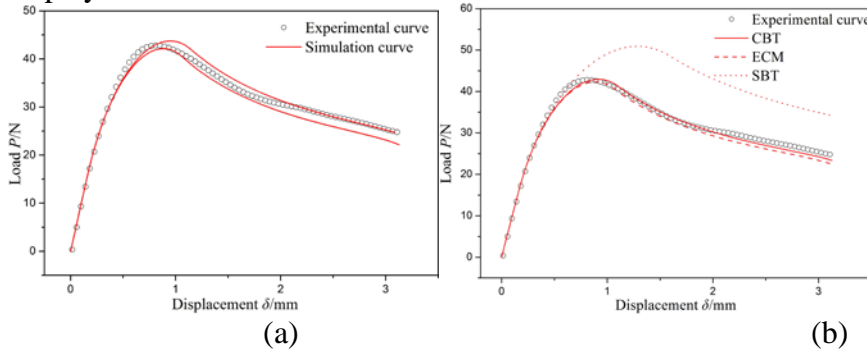 50
40
30
20
10
0
Load P/N
Experimental curve
Simulation curve
0 1 2 3
Displacement δ/mm
(a)
60
50
40
30
20
10
0
Load P/N
Experimental curve
CBT
ECM
SBT
0 1 2 3
Displacement δ/mm
(b)